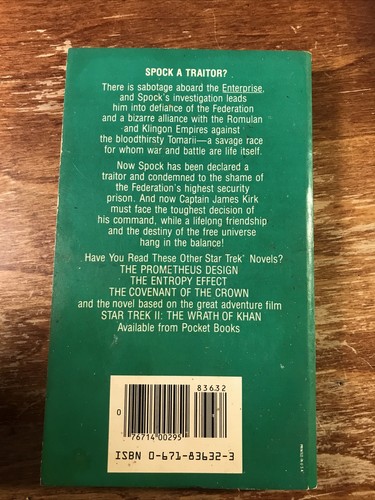 SPOCK A TRAITOR?
There is sabotage aboard the Enterprise,
and Spock's investigation leads
him into defiance of the Federation
and a bizarre alliance with the Romulan
and Klingon Empires against
the bloodthirsty Tomarii—a savage race
for whom war and battle are life itself.
Now Spock has been declared a
traitor and condemned to the shame of
the Federation's highest security
prison. And now Captain James Kirk
must face the toughest decision of
his command, while a lifelong friendship
and the destiny of the free universe
hang in the balance!
Have You Read These Other Star Trek® Novels?
THE PROMETHEUS DESIGN
THE ENTROPY EFFECT
THE COVENANT OF THE CROWN
and the novel based on the great adventure film
STAR TREK II: THE WRATH OF KHAN
Available from Pocket Books
83632
0
76714 00295
ISBN 0-671-83632-3